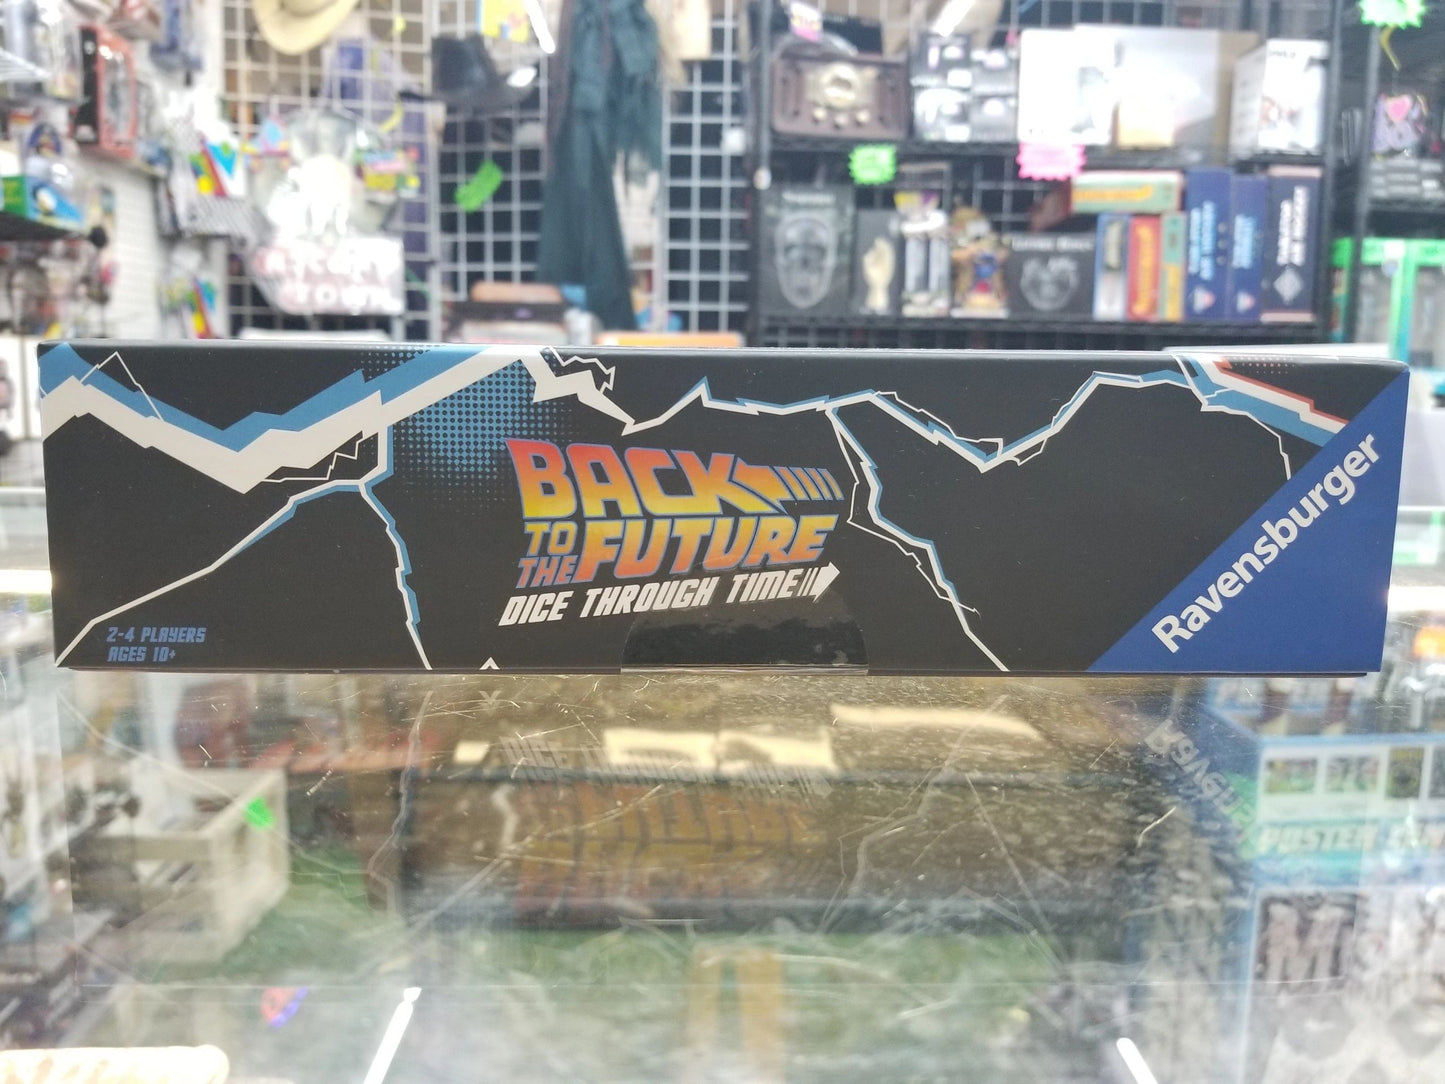 BACK
TO
THE FUTURE
DICE THROUGH TIME
2-4 PLAYERS
AGES 10+
Ravensburger